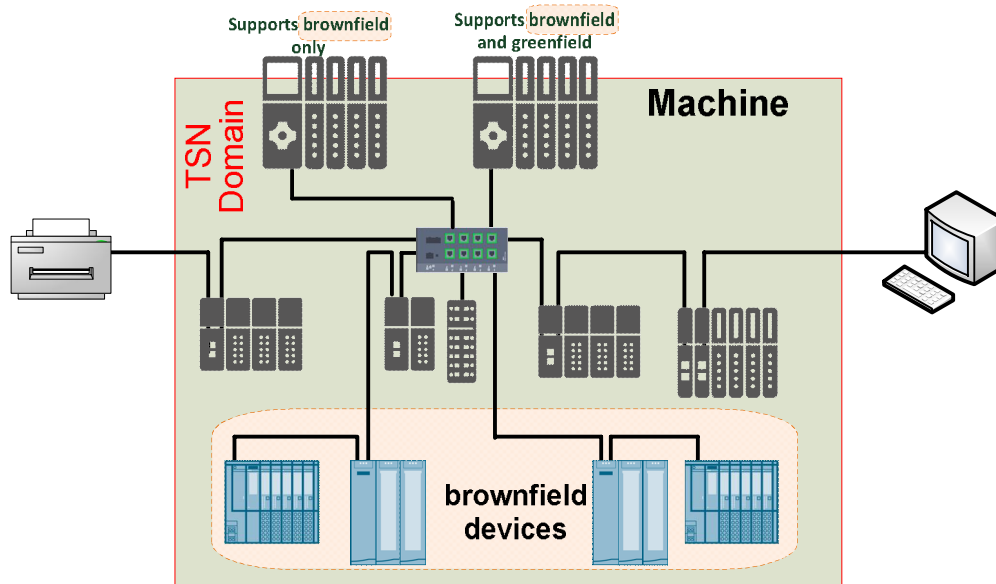 Supports brownfield
only
Supports brownfield
and greenfield
Machine
TSN
Domain
brownfield
devices